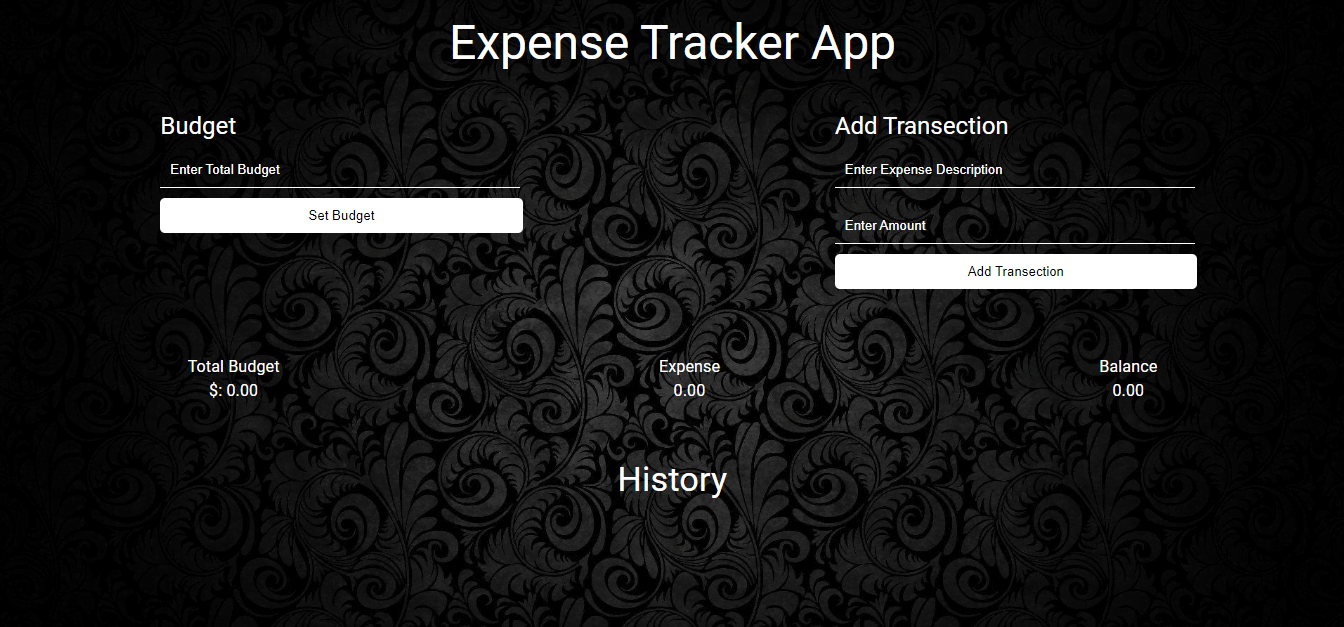 Expense Tracker App
Budget
Enter Total Budget
Set Budget
Add Transection
Enter Expense Description
Enter Amount
Add Transection
Total Budget
$: 0.00
Expense
0.00
Balance
0.00
History